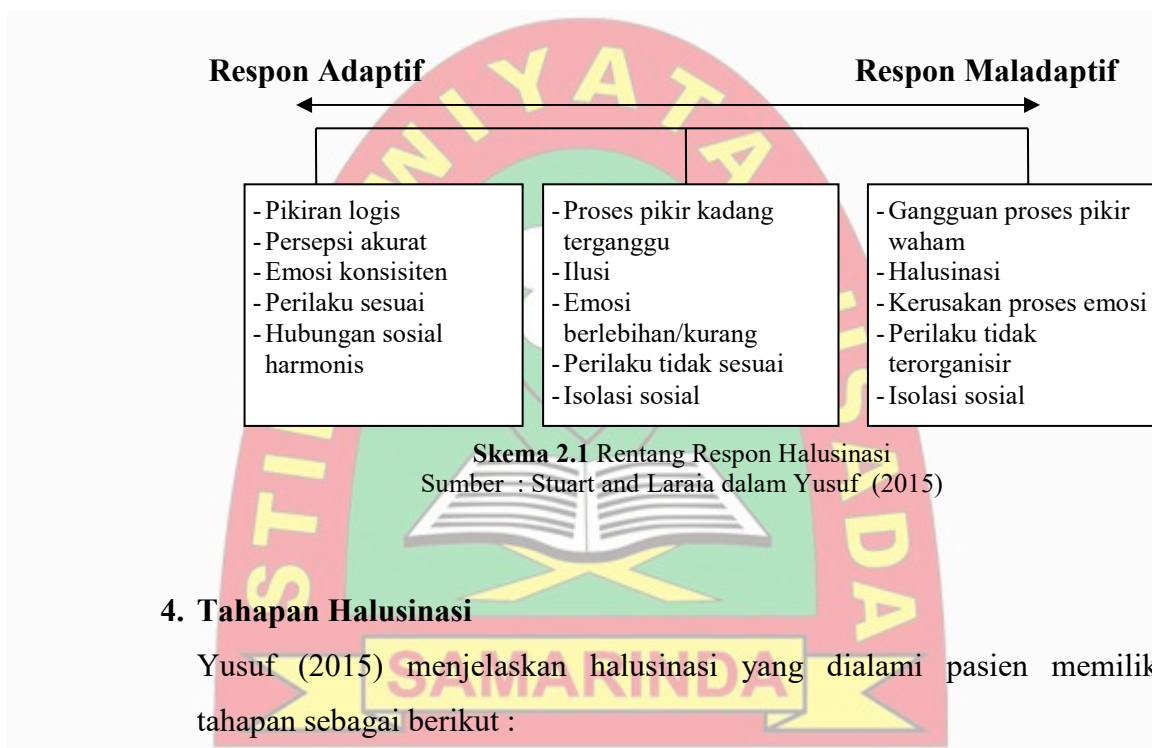 Respon Adaptif
Respon Maladaptif
-Pikiran logis
-Persepsi akurat
-Emosi konsisiten
-Perilaku sesuai
-Hubungan sosial
harmonis
-Proses pikir kadang
terganggu
-Ilusi
-Emosi
berlebihan/kurang
-Perilaku tidak sesuai
-Isolasi sosial
-Gangguan proses pikir
waham
-Halusinasi
-Kerusakan proses emosi
-Perilaku tidak
terorganisir
-Isolasi sosial
Skema 2.1 Rentang Respon Halusinasi
Sumber : Stuart and Laraia dalam Yusuf (2015)
4. Tahapan Halusinasi
Yusuf (2015) menjelaskan halusinasi yang dialami pasien memilik
tahapan sebagai berikut :
SAMARINDA